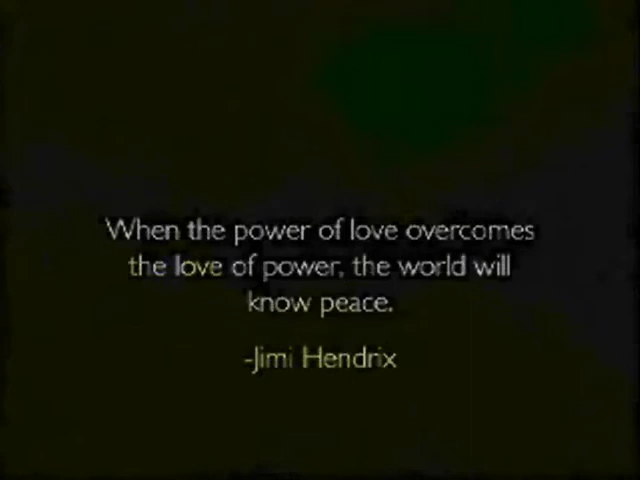 When the power of love overcomes
the love of power, the world will
know peace.
-Jimi Hendrix